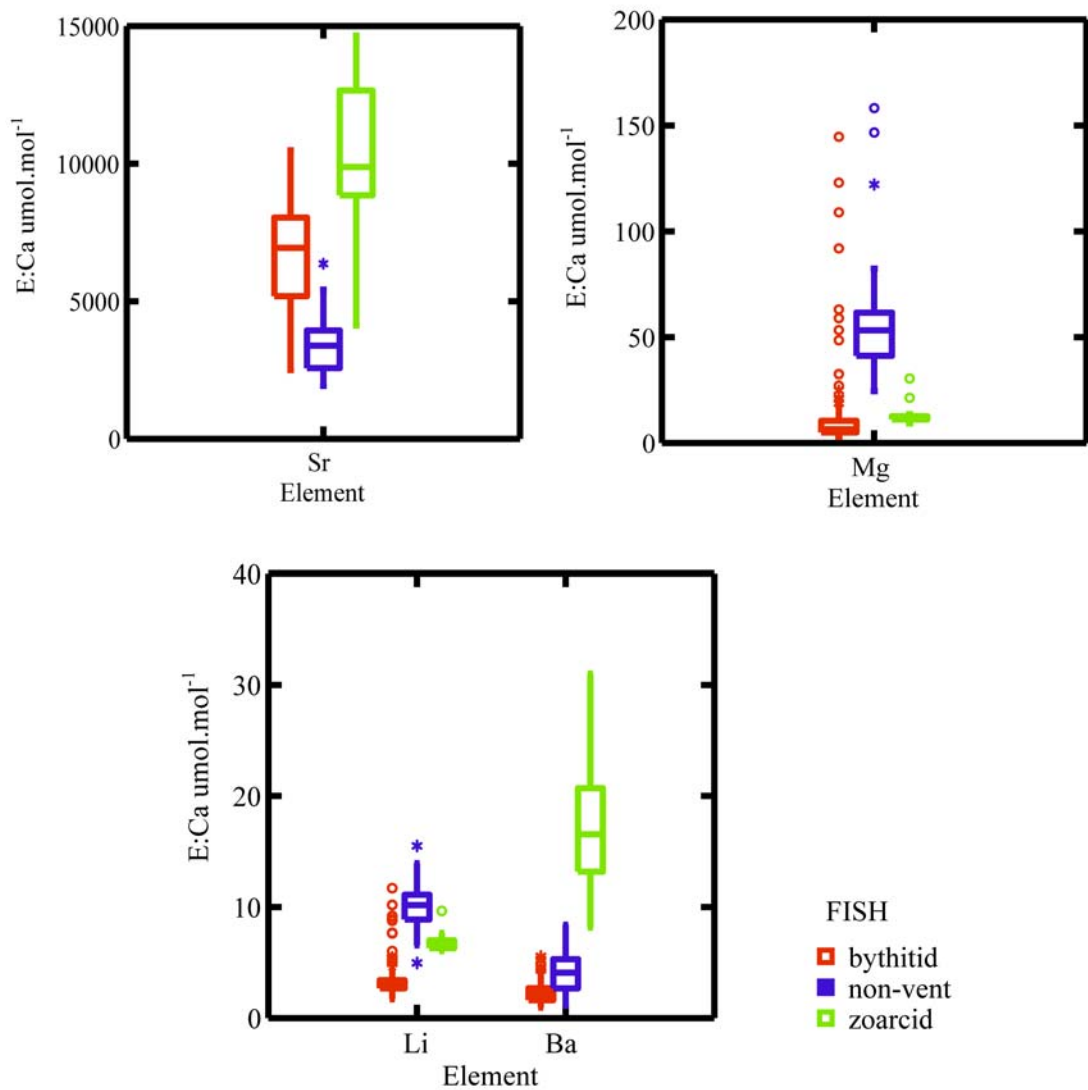 15000
10000
5000
0
E:Ca umol.mol⁻¹
Sr
Element
200
150
100
50
0
E:Ca umol.mol⁻¹
Mg
Element
40
30
20
10
0
E:Ca umol.mol⁻¹
Li Ba
Element
FISH
bythitid
non-vent
zoarcid